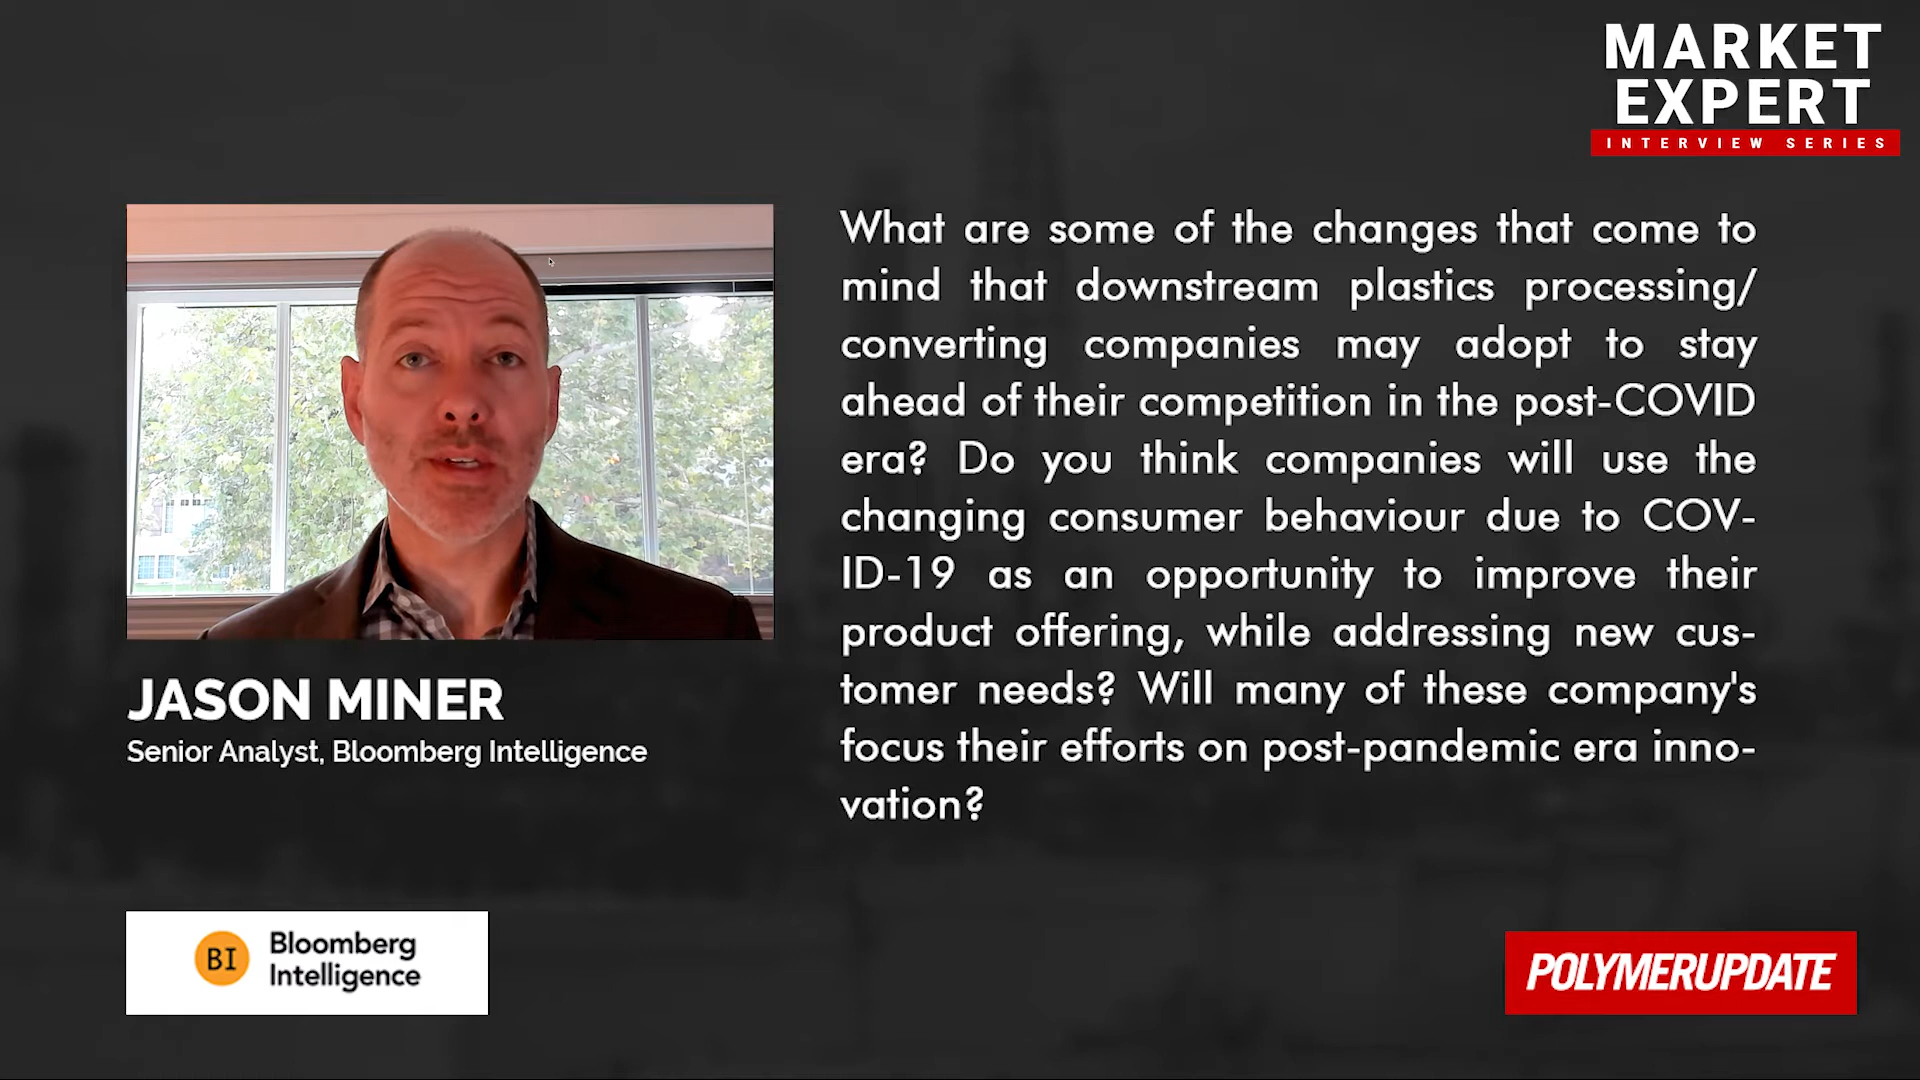 MARKET
EXPERT
INTERVIEW SERIES
What are some of the changes that come to
mind that downstream plastics processing/
converting companies may adopt to stay
ahead of their competition in the post-COVID
era? Do you think companies will use the
changing consumer behaviour due to COV-
ID-19 as an opportunity to improve their
product offering, while addressing new cus-
tomer needs? Will many of these company's
focus their efforts on post-pandemic era inno-
vation?
JASON MINER
Senior Analyst, Bloomberg Intelligence
BI
Bloomberg
Intelligence
POLYMERUPDATE